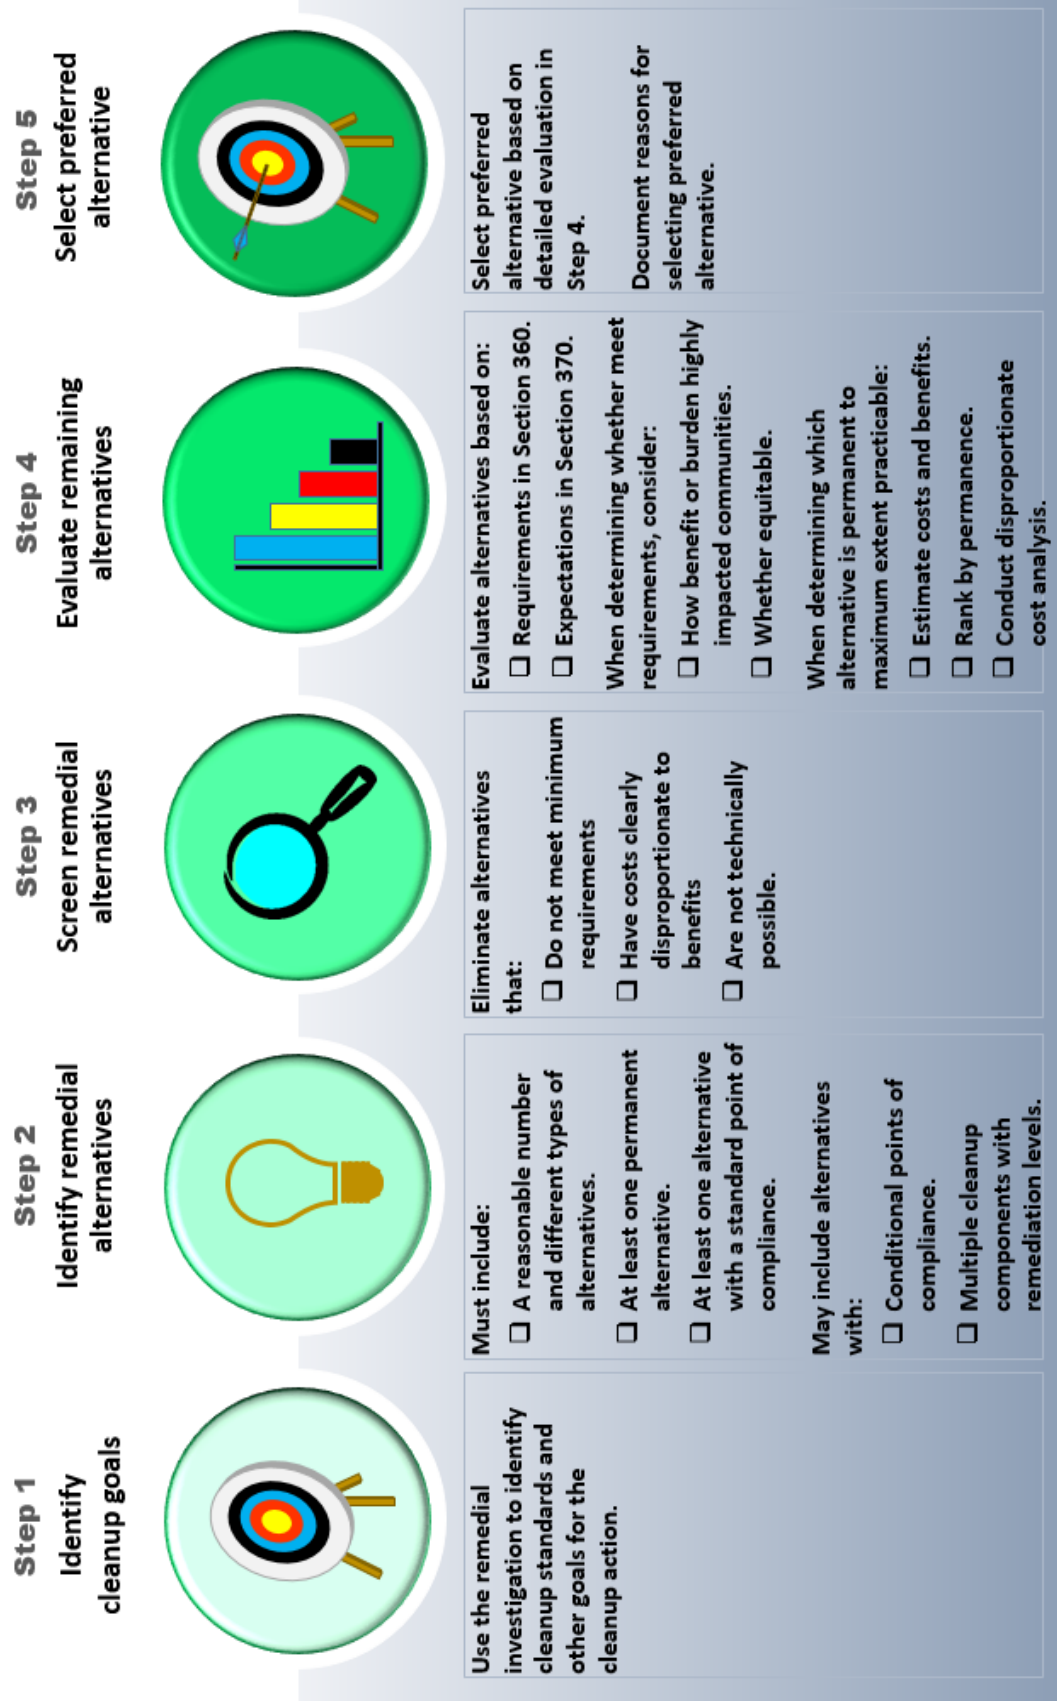 Step 1
Identify
cleanup goals
Use the remedial
investigation to identify
cleanup standards and
other goals for the
cleanup action.
Step 2
Identify remedial
alternatives
Must include:
❑ A reasonable number
and different types of
alternatives.
❑ At least one permanent
alternative.
❑ At least one alternative
with a standard point of
compliance.
May include alternatives
with:
❑ Conditional points of
compliance.
❑ Multiple cleanup
components with
remediation levels.
Step 3
Screen remedial
alternatives
Eliminate alternatives
that:
❑ Do not meet minimum
requirements
❑ Have costs clearly
disproportionate to
benefits
❑ Are not technically
possible.
Step 4
Evaluate remaining
alternatives
Evaluate alternatives based on:
❑ Requirements in Section 360.
❑ Expectations in Section 370.
When determining whether meet
requirements, consider:
❑ How benefit or burden highly
impacted communities.
❑ Whether equitable.
When determining which
alternative is permanent to
maximum extent practicable:
❑ Estimate costs and benefits.
❑ Rank by permanence.
❑ Conduct disproportionate
cost analysis.
Step 5
Select preferred
alternative
Select preferred
alternative based on
detailed evaluation in
Step 4.
Document reasons for
selecting preferred
alternative.